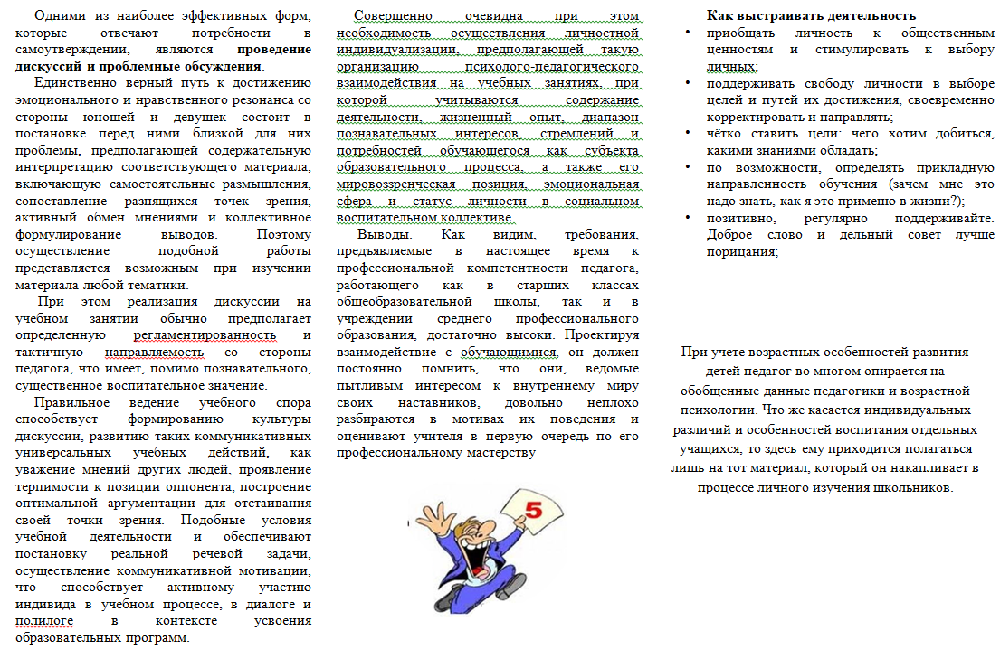 Одними из наиболее эффективных форм,
которые отвечают потребности в
самоутверждении, являются проведение
дискуссий и проблемные обсуждения.
Единственно верный путь к достижению
эмоционального и нравственного резонанса со
стороны юношей и девушек состоит в
постановке перед ними близкой для них
проблемы, предполагающей содержательную
интерпретацию соответствующего материала,
включающую самостоятельные размышления,
сопоставление разнящихся точек зрения,
активный обмен мнениями и коллективное
формулирование выводов. Поэтому
осуществление подобной работы
представляется возможным при изучении
материала любой тематики.
При этом реализация дискуссии на
учебном занятии обычно предполагает
определенную регламентированность и
тактичную направляемость со стороны
педагога, что имеет, помимо познавательного,
существенное воспитательное значение.
Правильное ведение учебного спора
способствует формированию культуры
дискуссии, развитию таких коммуникативных
универсальных учебных действий, как
уважение мнений других людей, проявление
терпимости к позиции оппонента, построение
оптимальной аргументации для отстаивания
своей точки зрения. Подобные условия
учебной деятельности и обеспечивают
постановку реальной речевой задачи,
осуществление коммуникативной мотивации,
что способствует активному участию
индивида в учебном процессе, в диалоге и
полилоге в контексте усвоения
образовательных программ.
Совершенно очевидна при этом
необходимость осуществления личностной
индивидуализации, предполагающей такую
организацию психолого-педагогического
взаимодействия на учебных занятиях, при
которой учитываются содержание
деятельности, жизненный опыт, диапазон
познавательных интересов, стремлений и
потребностей обучающегося как субъекта
образовательного процесса, а также его
мировоззренческая позиция, эмоциональная
сфера и статус личности в социальном
воспитательном коллективе.
Выводы. Как видим, требования,
предъявляемые в настоящее время к
профессиональной компетентности педагога,
работающего как в старших классах
общеобразовательной школы, так и в
учреждении среднего профессионального
образования, достаточно высоки. Проектируя
взаимодействие с обучающимися, он должен
постоянно помнить, что они, ведомые
пытливым интересом к внутреннему миру
своих наставников, довольно неплохо
разбираются в мотивах их поведения и
оценивают учителя в первую очередь по его
профессиональному мастерству
5
Как выстраивать деятельность
• приобщать личность к общественным
ценностям и стимулировать к выбору
личных;
• поддерживать свободу личности в выборе
целей и путей их достижения, своевременно
корректировать и направлять;
• чётко ставить цели: чего хотим добиться,
какими знаниями обладать;
• по возможности, определять прикладную
направленность обучения (зачем мне это
надо знать, как я это применю в жизни?);
• позитивно, регулярно поддерживайте.
Доброе слово и дельный совет лучше
порицания;
При учете возрастных особенностей развития
детей педагог во многом опирается на
обобщенные данные педагогики и возрастной
психологии. Что же касается индивидуальных
различий и особенностей воспитания отдельных
учащихся, то здесь ему приходится полагаться
лишь на тот материал, который он накапливает в
процессе личного изучения школьников.